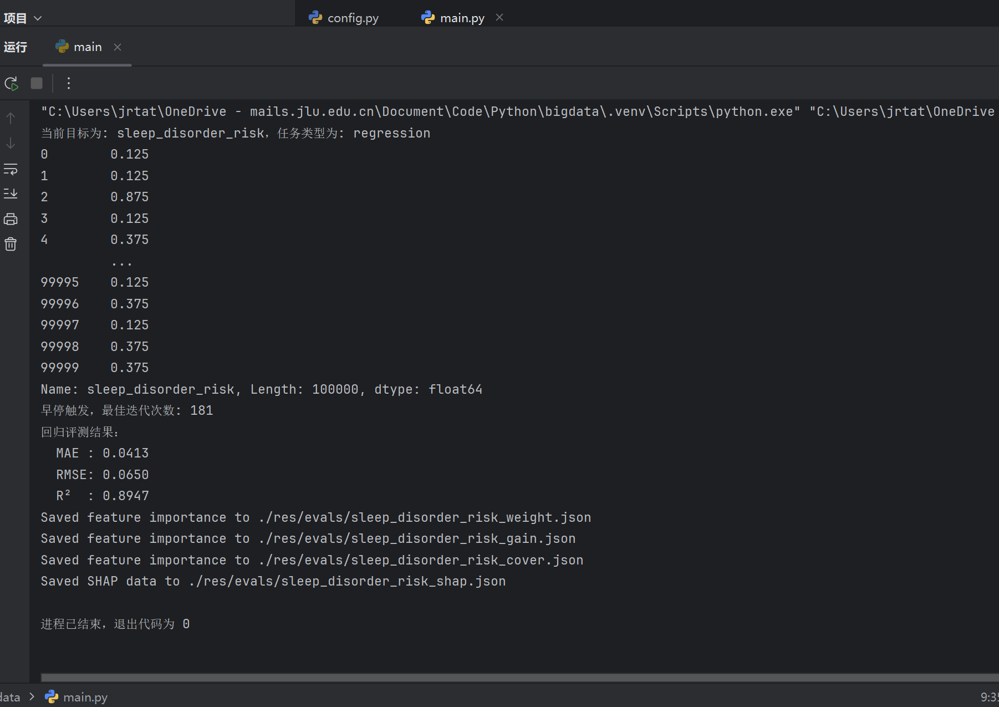 项目
config.py
main.py
运行
main
"C:\Users\jrtat\OneDrive - mails.jlu.edu.cn\Document\Code\Python\bigdata\.venv\Scripts\python.exe" "C:\Users\jrtat\OneDrive
当前目标为: sleep_disorder_risk，任务类型为: regression
0        0.125
1        0.125
2        0.875
3        0.125
4        0.375
...
99995    0.125
99996    0.375
99997    0.125
99998    0.375
99999    0.375
Name: sleep_disorder_risk, Length: 100000, dtype: float64
早停触发，最佳迭代次数: 181
回归评测结果:
MAE : 0.0413
RMSE: 0.0650
R²  : 0.8947
Saved feature importance to ./res/evals/sleep_disorder_risk_weight.json
Saved feature importance to ./res/evals/sleep_disorder_risk_gain.json
Saved feature importance to ./res/evals/sleep_disorder_risk_cover.json
Saved SHAP data to ./res/evals/sleep_disorder_risk_shap.json
进程已结束，退出代码为 0
data
main.py